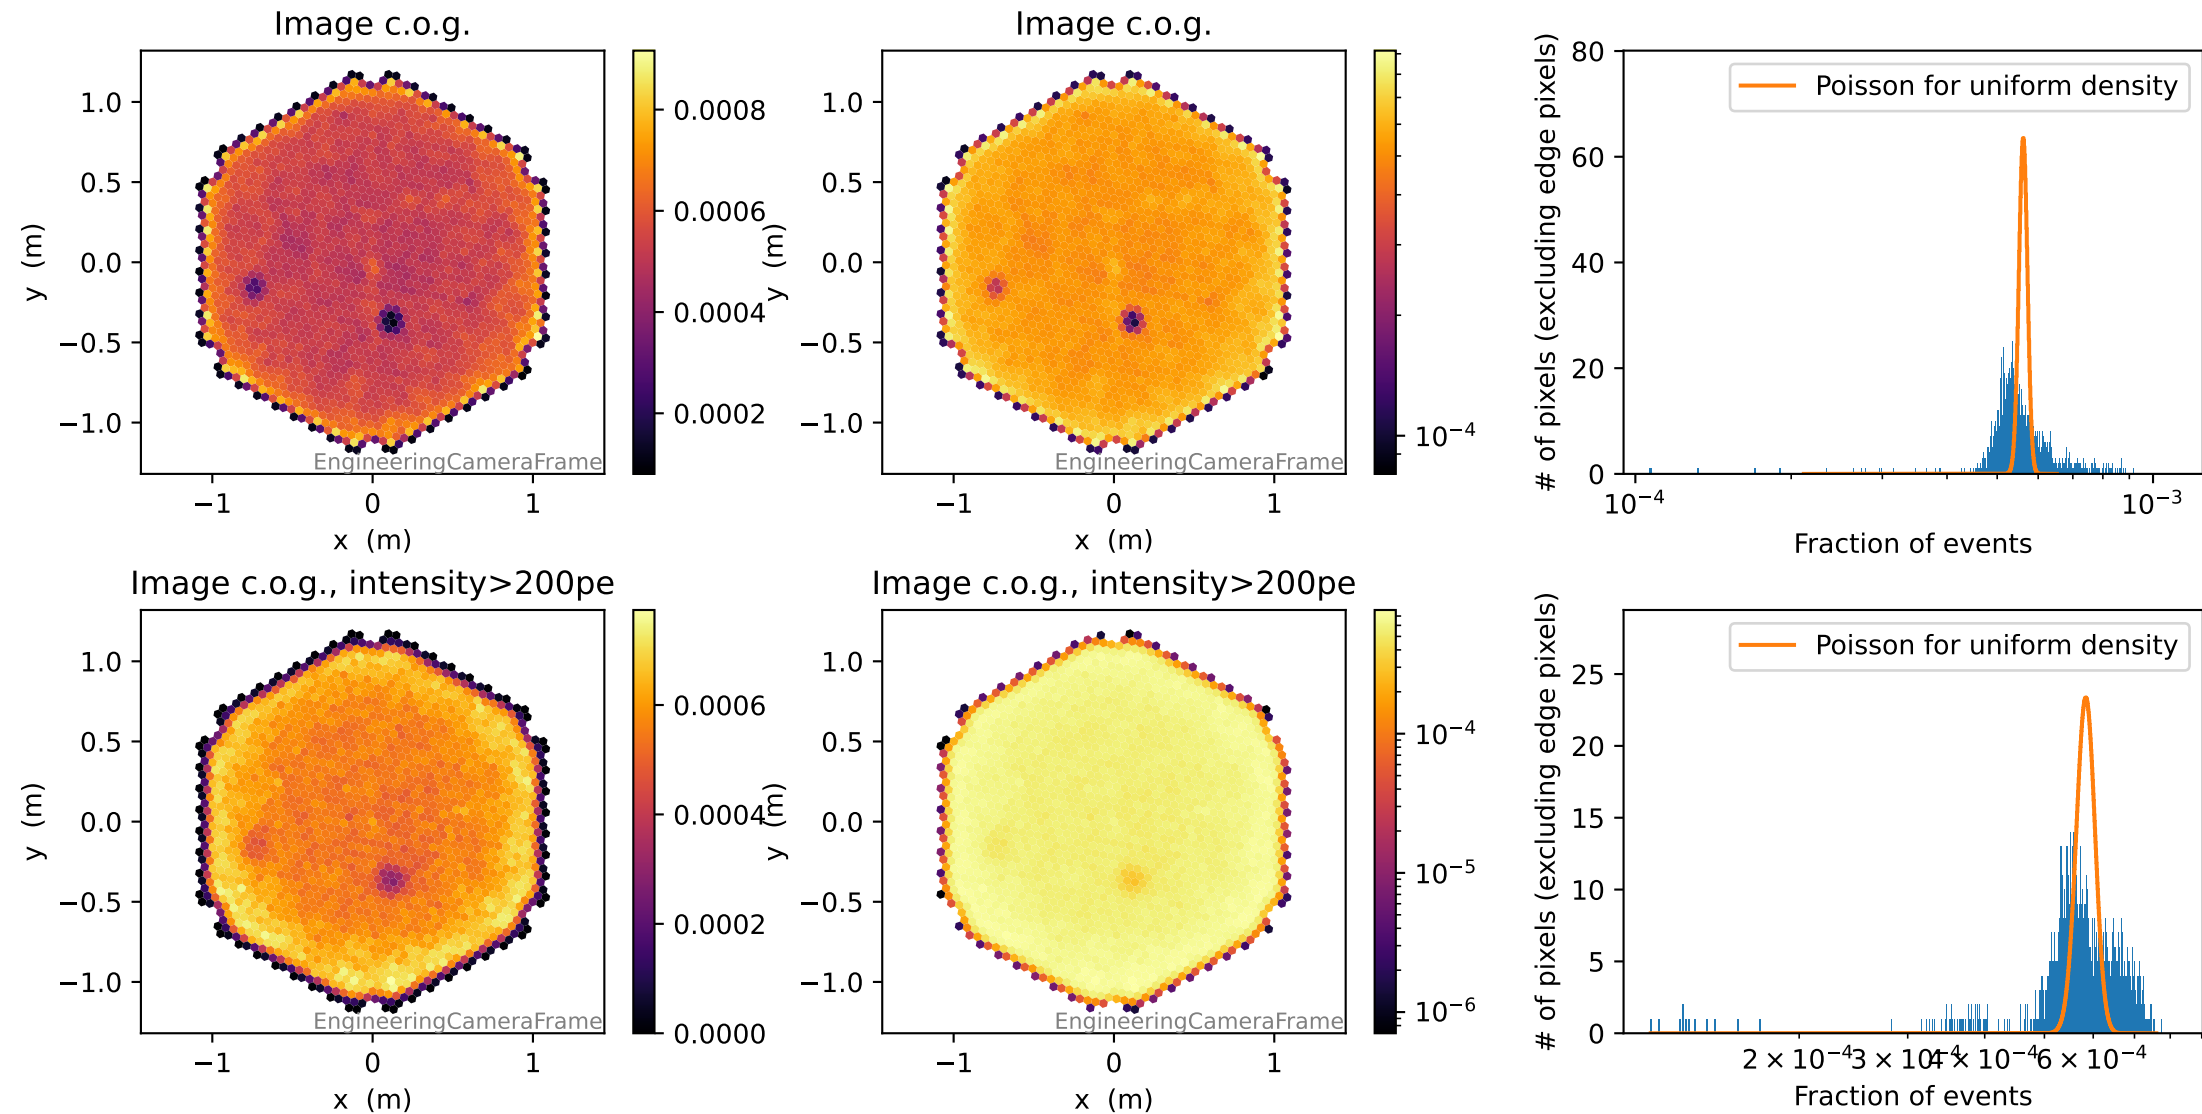 Image c.o.g.
1.0
0.5
0.0
−0.5
−1.0
y (m)
−1
0
1
x (m)
EngineeringCameraFrame
0.0008
0.0006
0.0004
0.0002
Image c.o.g.
1.0
0.5
0.0
−0.5
−1.0
y (m)
−1
0
1
x (m)
EngineeringCameraFrame
10⁻⁴
80
60
40
20
0
# of pixels (excluding edge pixels)
Poisson for uniform density
10⁻⁴
10⁻³
Fraction of events
Image c.o.g., intensity>200pe
1.0
0.5
0.0
−0.5
−1.0
y (m)
−1
0
1
x (m)
EngineeringCameraFrame
0.0006
0.0004
0.0002
0.0000
Image c.o.g., intensity>200pe
1.0
0.5
0.0
−0.5
−1.0
y (m)
−1
0
1
x (m)
EngineeringCameraFrame
10⁻⁴
10⁻⁵
10⁻⁶
25
20
15
10
5
0
# of pixels (excluding edge pixels)
Poisson for uniform density
2 × 10⁻⁴
3 × 10⁻⁴
4 × 10⁻⁴
6 × 10⁻⁴
Fraction of events